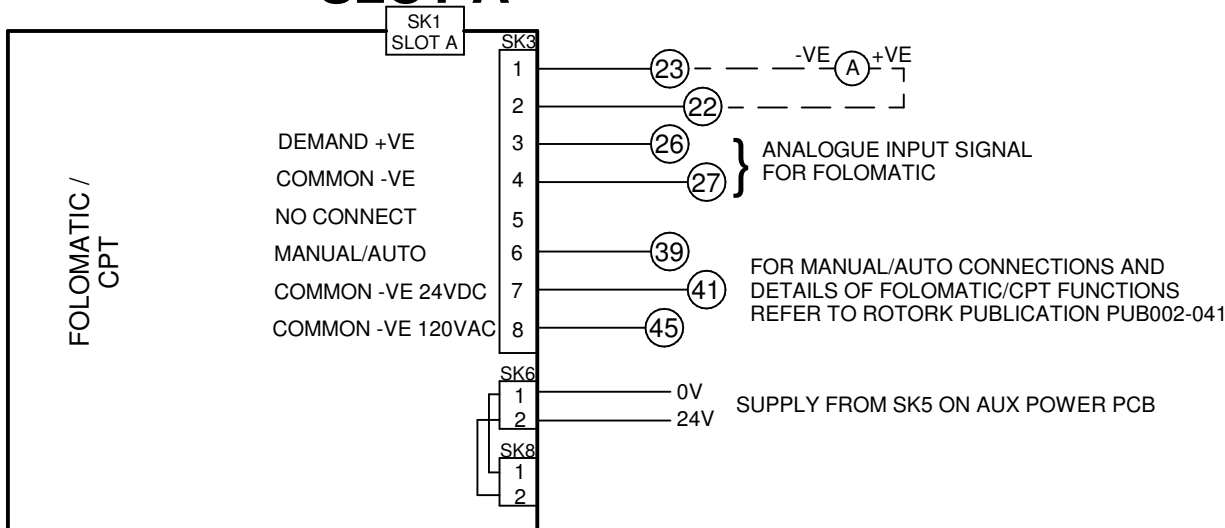 SLOT A
SK1
SLOT A
SK3
1
23
-VE
A
+VE
2
22
DEMAND +VE
3
26
COMMON -VE
4
27
}
ANALOGUE INPUT SIGNAL
FOR FOLOMATIC
NO CONNECT
5
MANUAL/AUTO
6
39
COMMON -VE 24VDC
7
41
COMMON -VE 120VAC
8
45
FOR MANUAL/AUTO CONNECTIONS AND
DETAILS OF FOLOMATIC/CPT FUNCTIONS
REFER TO ROTORK PUBLICATION PUB002-041
FOLOMATIC /
CPT
SK6
1
0V
2
24V
SUPPLY FROM SK5 ON AUX POWER PCB
SK8
1
2